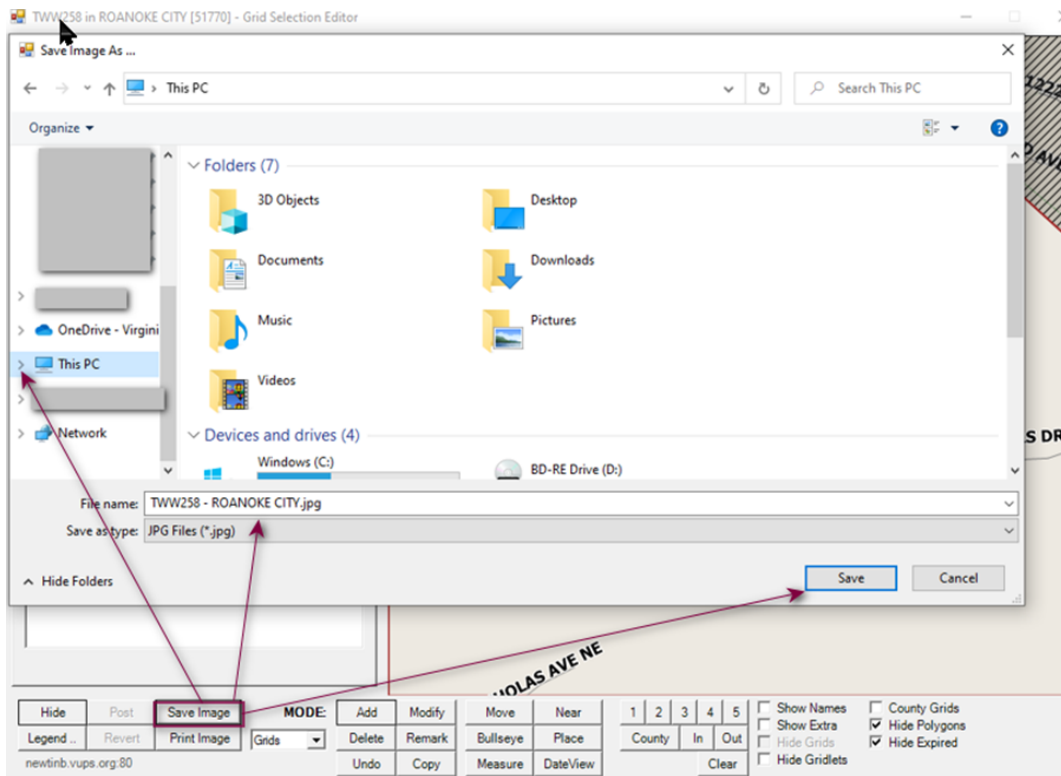 TWW258 in ROANOKE CITY [51770] - Grid Selection Editor
Save Image As ...
This PC
Search This PC
Organize
Folders (7)
3D Objects
Desktop
Documents
Downloads
Music
Pictures
OneDrive - Virgini
This PC
Videos
Network
Devices and drives (4)
Windows (C:)
BD-RE Drive (D:)
File name: TWW258 - ROANOKE CITY.jpg
Save as type: JPG Files (*.jpg)
Hide Folders
Save Cancel
1222
AVE
S DR
HOLAS AVE NE
Hide Post Save Image MODE: Add Modify Move Near 1 2 3 4 5 Show Names County Grids
Legend .. Revert Print Image Grids Delete Remark Bullseye Place County In Out Show Extra Hide Polygons
Hide Grids Hide Expired
newtinb.vups.org:80 Undo Copy Measure DateView Clear Hide Gridlets